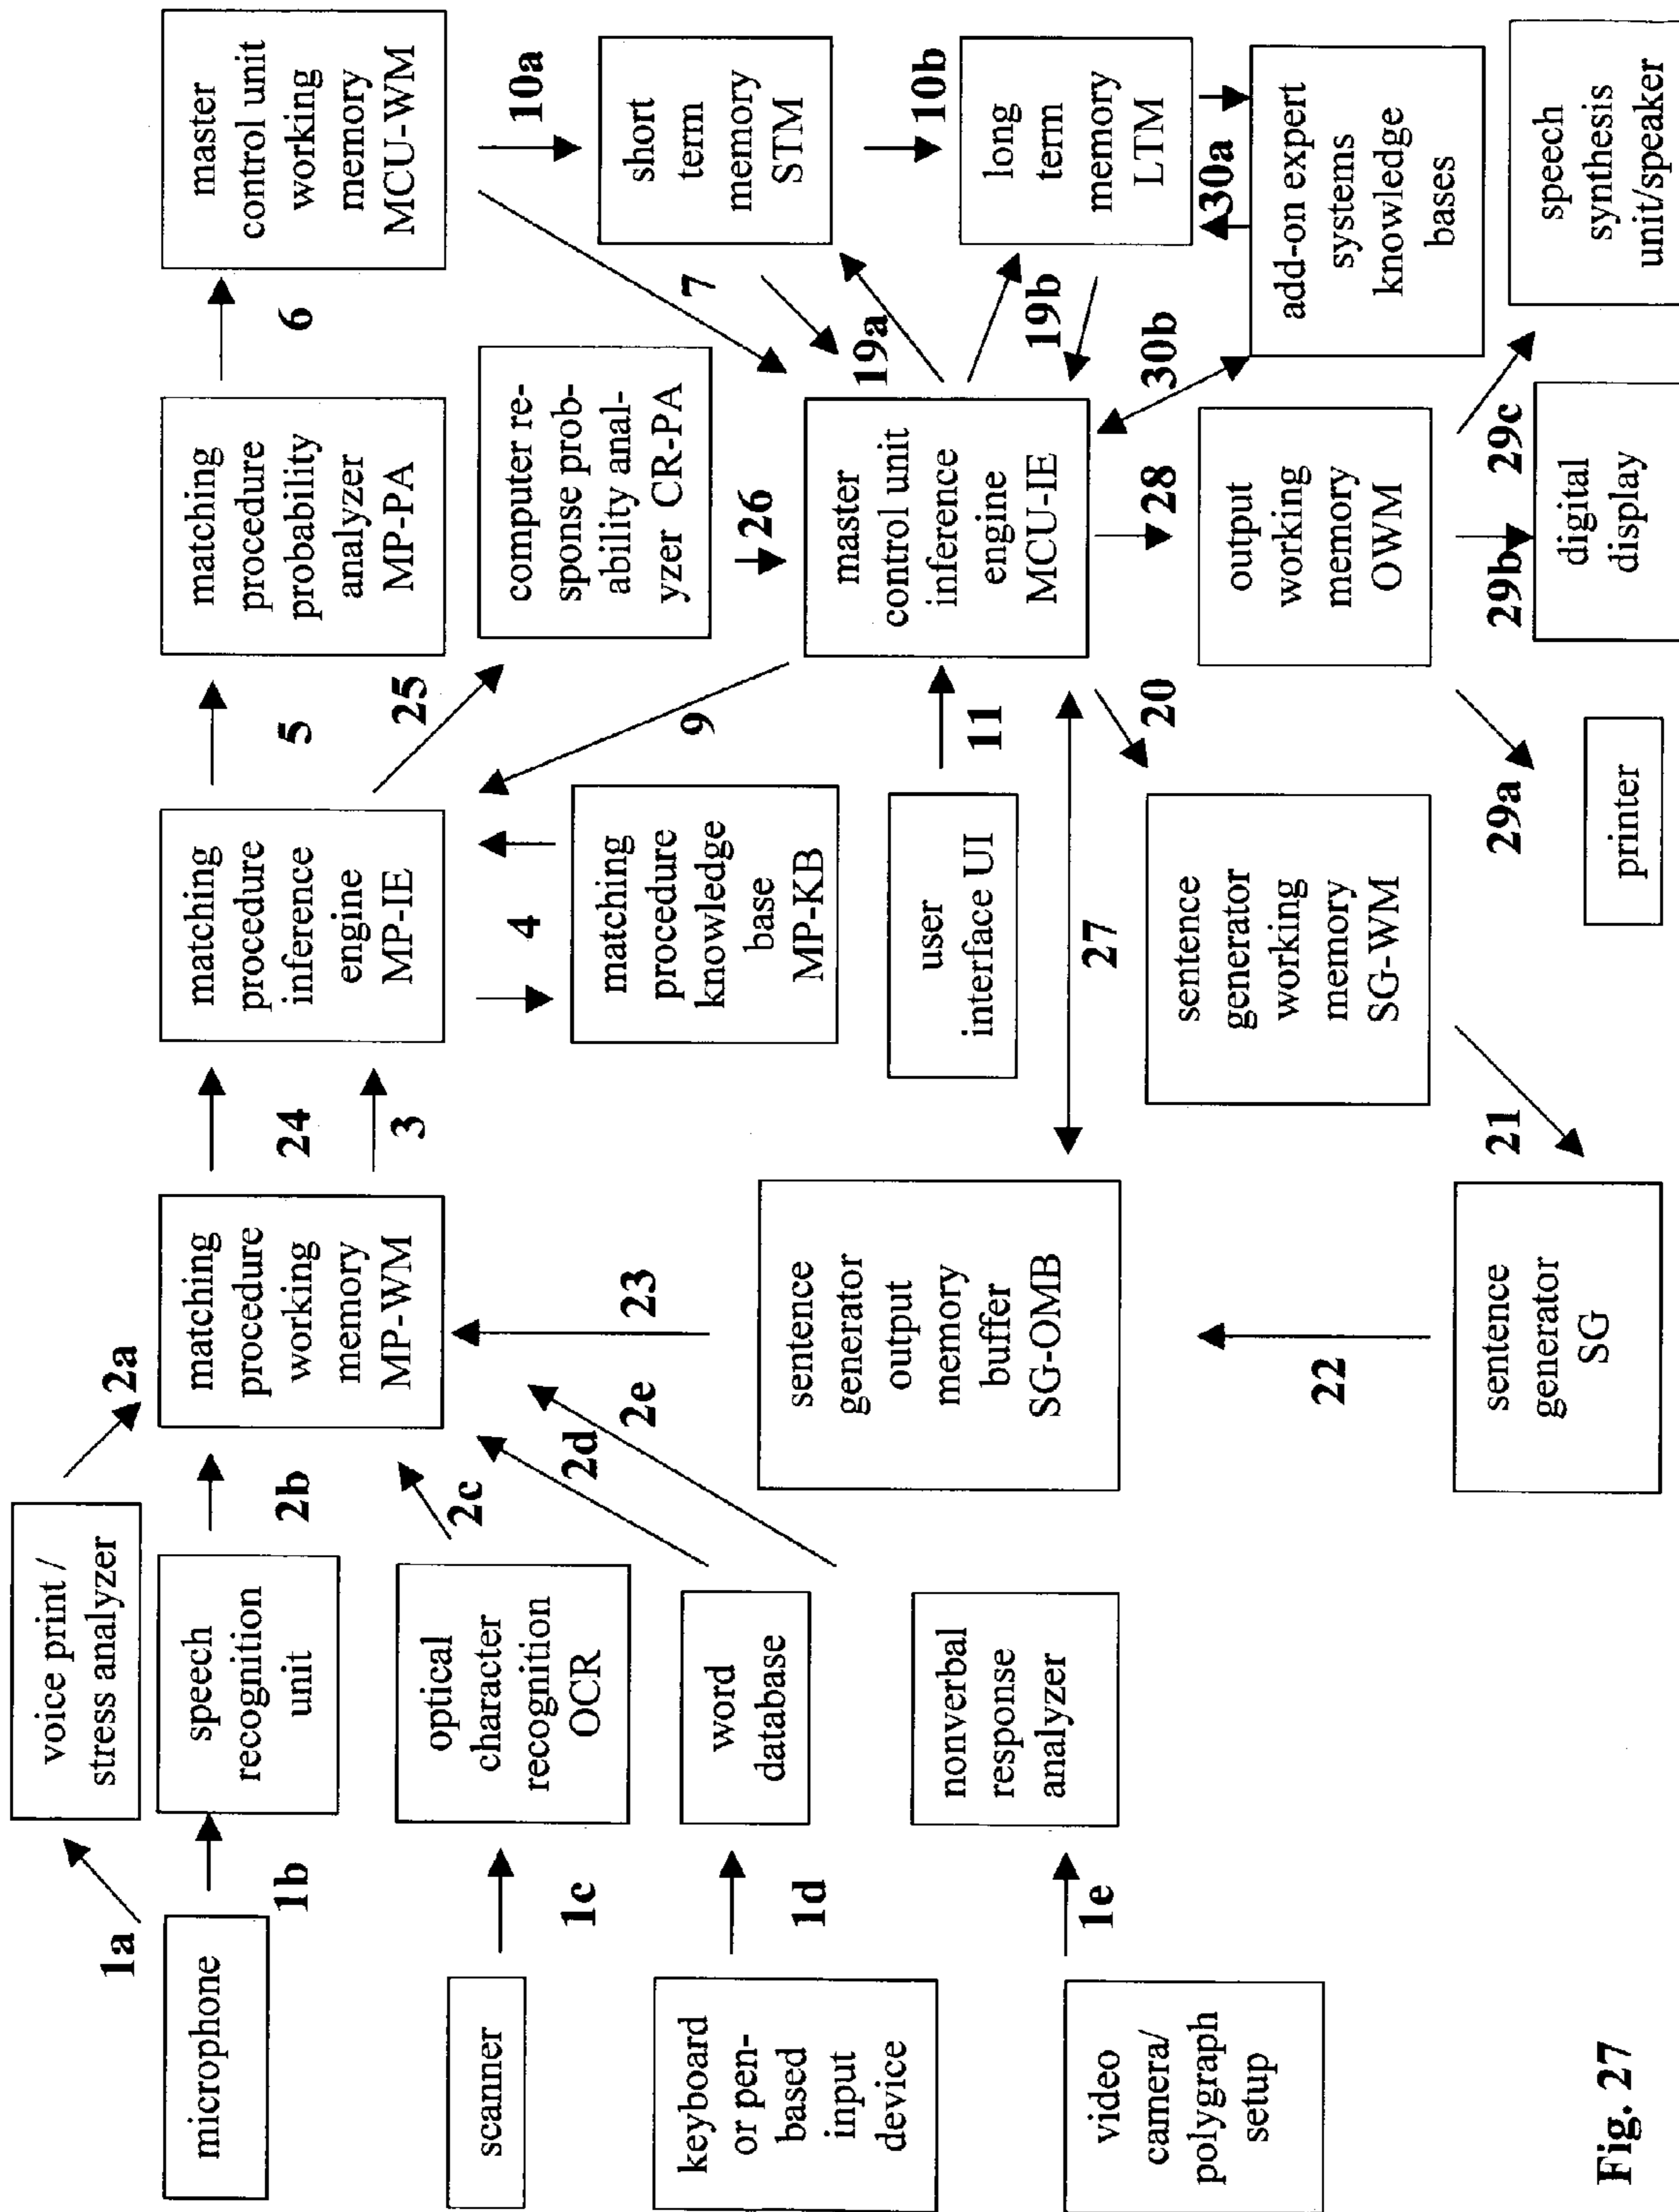 microphone
1a
1b
voice print /
stress analyzer
2a
speech
recognition
unit
2b
matching
procedure
working
memory
MP-WM
24
3
matching
procedure
inference
engine
MP-IE
5
25
matching
procedure
probability
analyzer
MP-PA
6
master
control unit
working
memory
MCU-WM
10a
7
scanner
1c
optical
character
recognition
OCR
2c
4
matching
procedure
knowledge
base
MP-KB
9
computer re-
sponse prob-
ability anal-
yzer CR-PA
26
short
term
memory
STM
19a
10b
keyboard
or pen-
based
input
device
1d
word
database
2d
2e
23
sentence
generator
output
memory
buffer
SG-OMB
27
user
interface UI
11
master
control unit
inference
engine
MCU-IE
19b
30b
long
term
memory
LTM
30a
video
camera/
polygraph
setup
1e
nonverbal
response
analyzer
22
20
28
sentence
generator
working
memory
SG-WM
21
output
working
memory
OWM
29a
29b
29c
add-on expert
systems
knowledge
bases
sentence
generator
SG
printer
digital
display
speech
synthesis
unit/speaker
Fig. 27